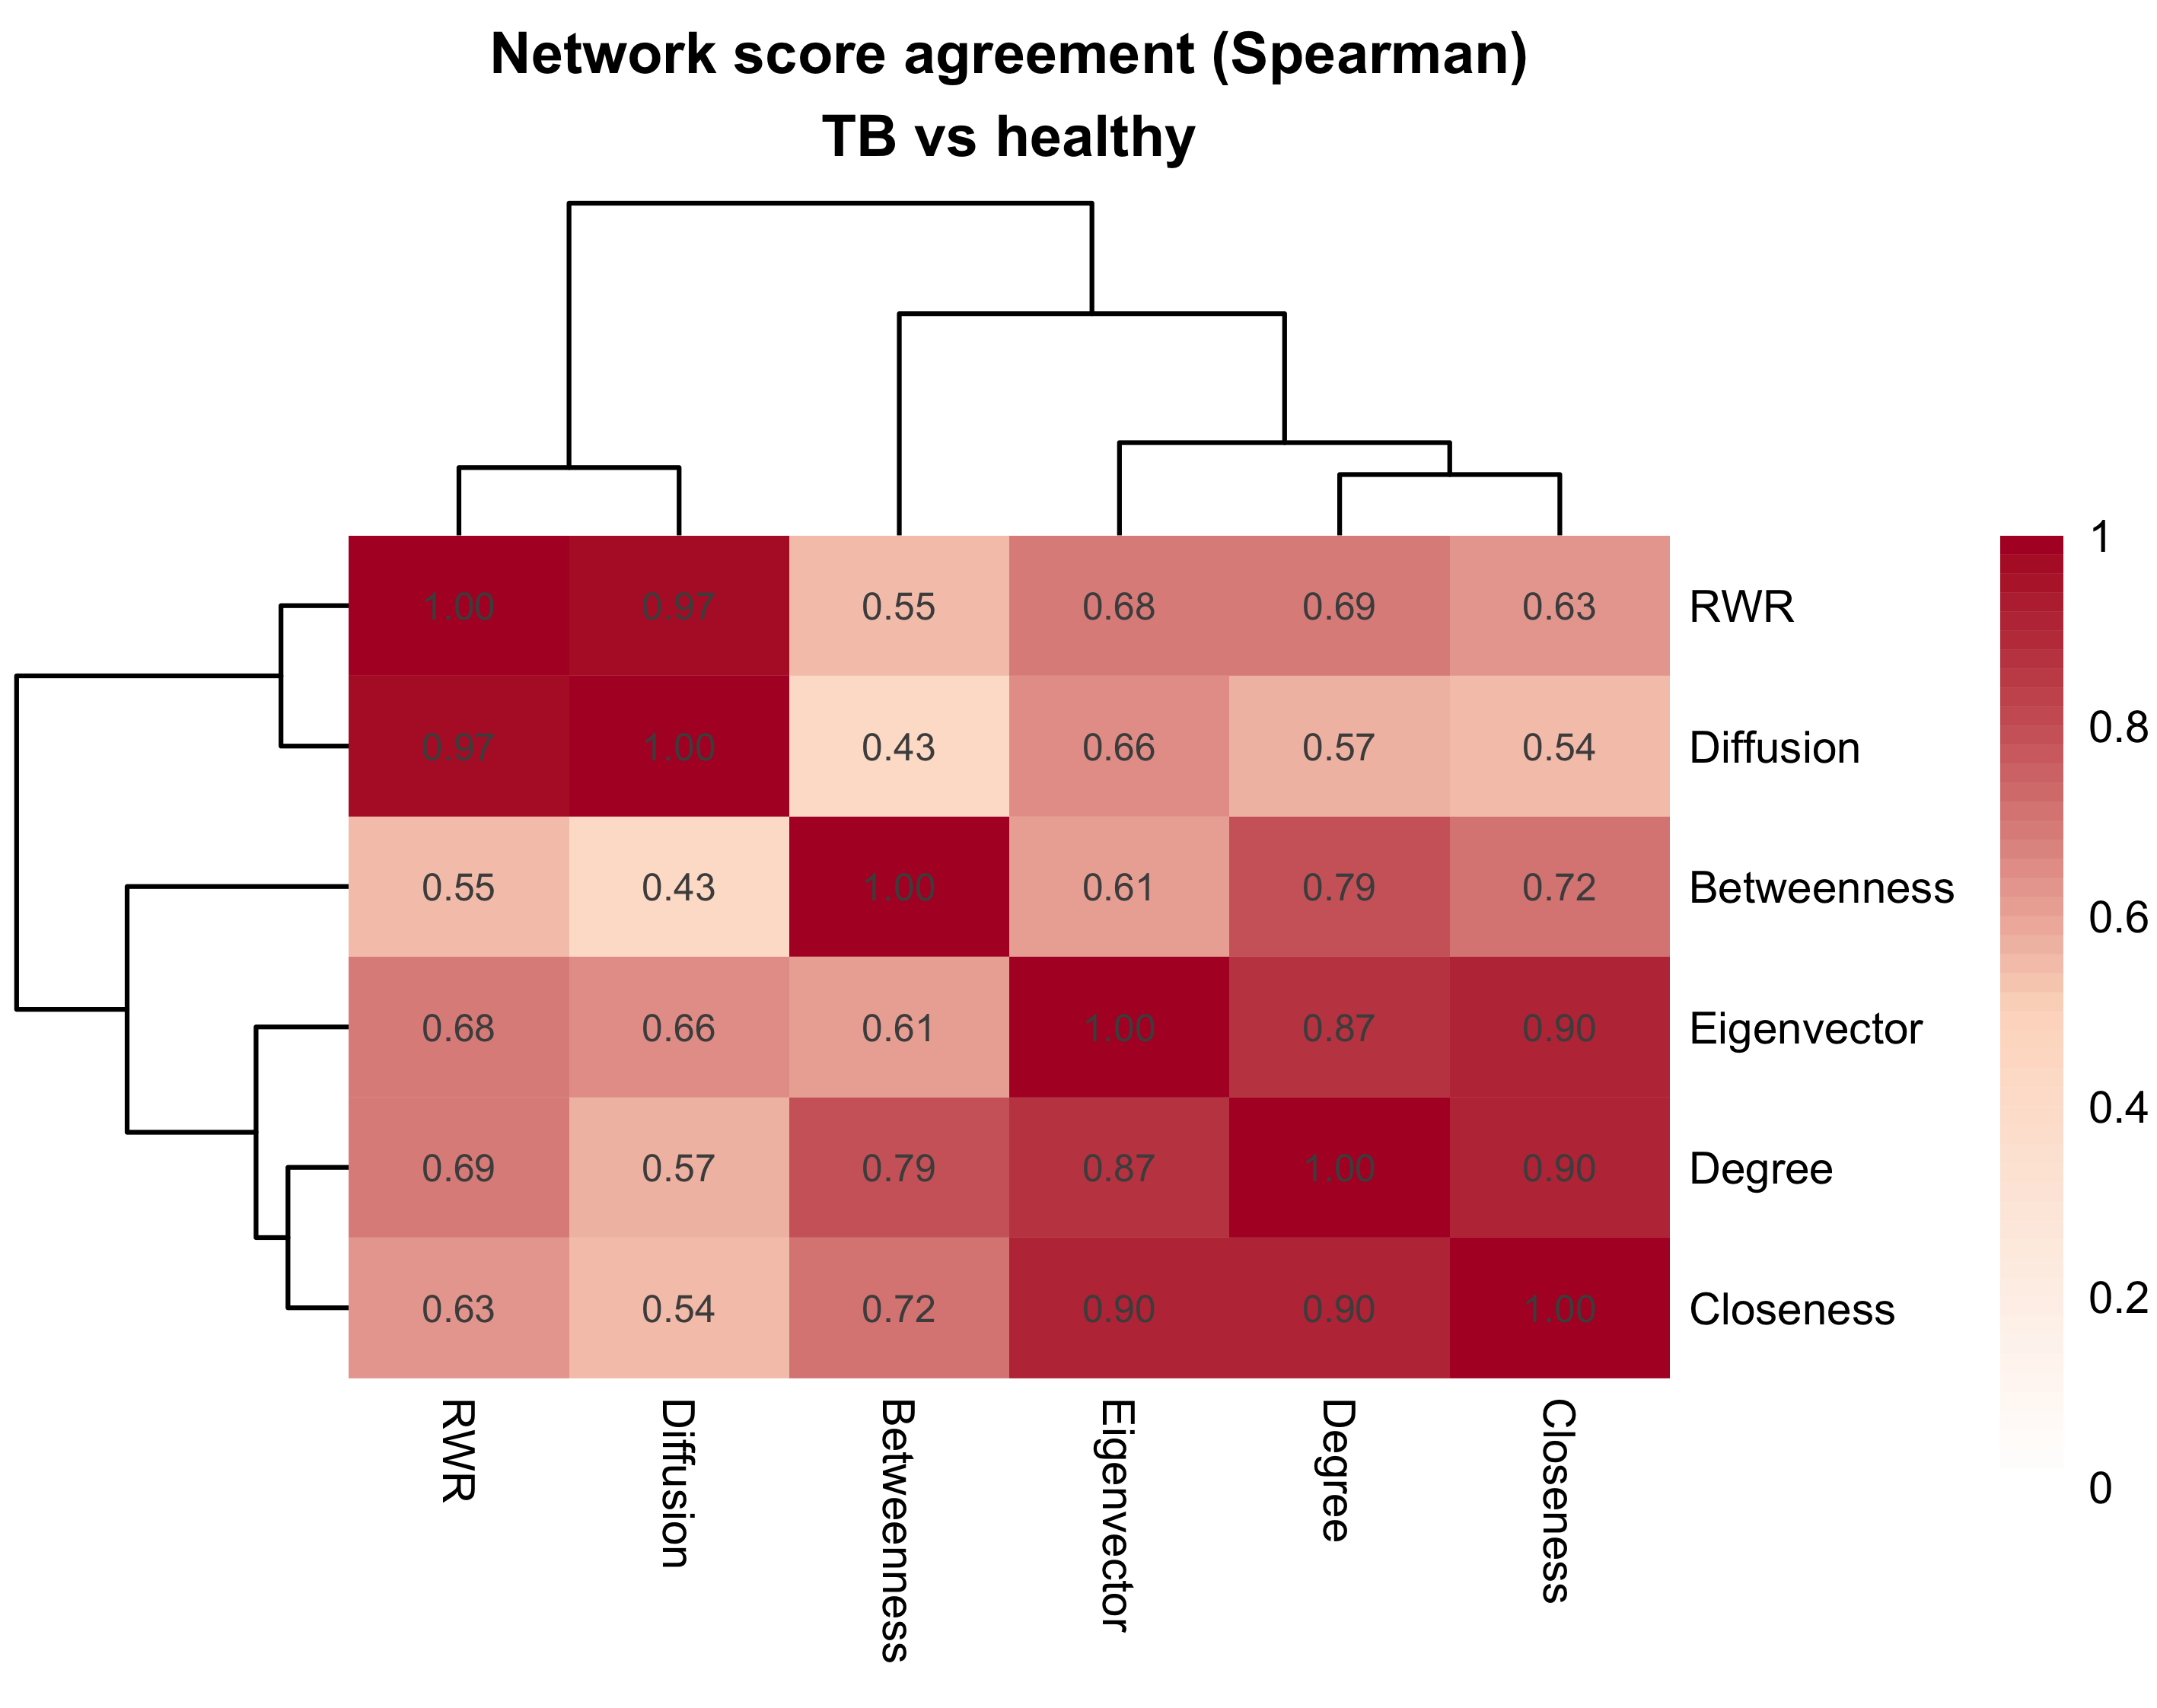 Network score agreement (Spearman)
TB vs healthy
1.00 0.97 0.55 0.68 0.69 0.63 RWR
0.97 1.00 0.43 0.66 0.57 0.54 Diffusion
0.55 0.43 1.00 0.61 0.79 0.72 Betweenness
0.68 0.66 0.61 1.00 0.87 0.90 Eigenvector
0.69 0.57 0.79 0.87 1.00 0.90 Degree
0.63 0.54 0.72 0.90 0.90 1.00 Closeness
RWR Diffusion Betweenness Eigenvector Degree Closeness
1
0.8
0.6
0.4
0.2
0